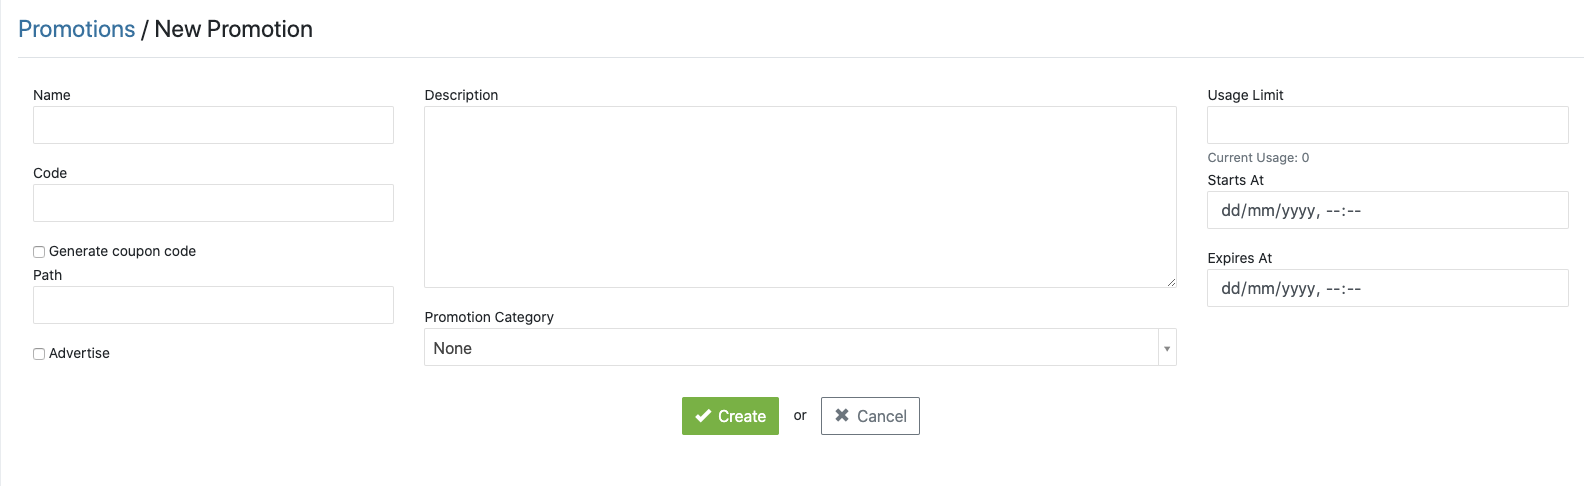 Promotions / New Promotion
Name
Code
Generate coupon code
Path
Advertise
Description
Promotion Category
None
Usage Limit
Current Usage: 0
Starts At
dd/mm/yyyy, --:--
Expires At
dd/mm/yyyy, --:--
Create or Cancel